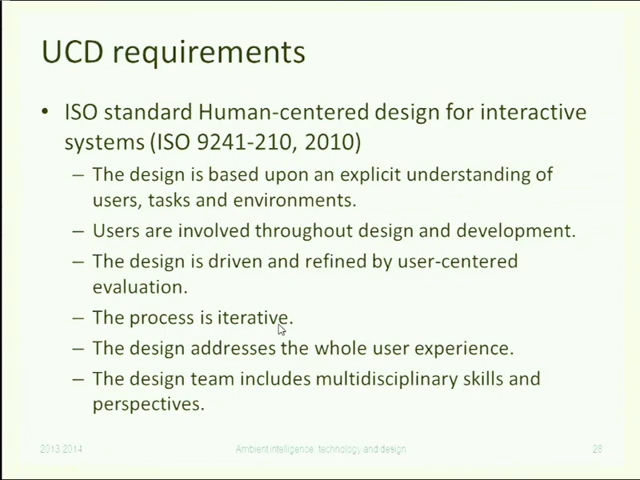 UCD requirements
• ISO standard Human-centered design for interactive
systems (ISO 9241-210, 2010)
– The design is based upon an explicit understanding of
users, tasks and environments.
– Users are involved throughout design and development.
– The design is driven and refined by user-centered
evaluation.
– The process is iterative.
– The design addresses the whole user experience.
– The design team includes multidisciplinary skills and
perspectives.
2013 2014 Ambient intelligence: technology and design 28